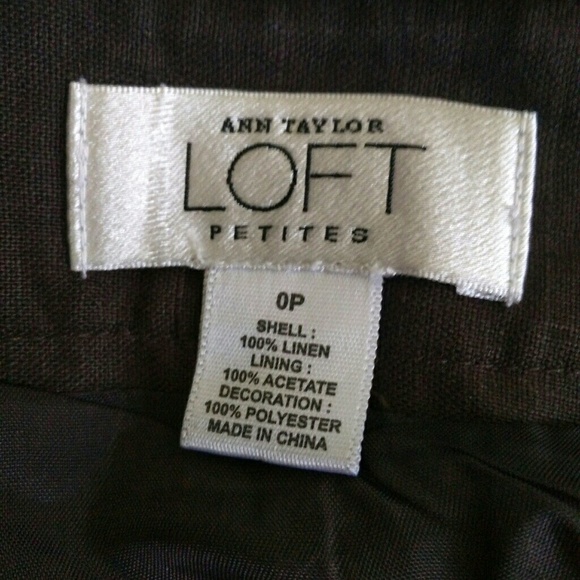 ANN TAYLOR
LOFT
PETITES
0P
SHELL :
100% LINEN
LINING :
100% ACETATE
DECORATION :
100% POLYESTER
MADE IN CHINA